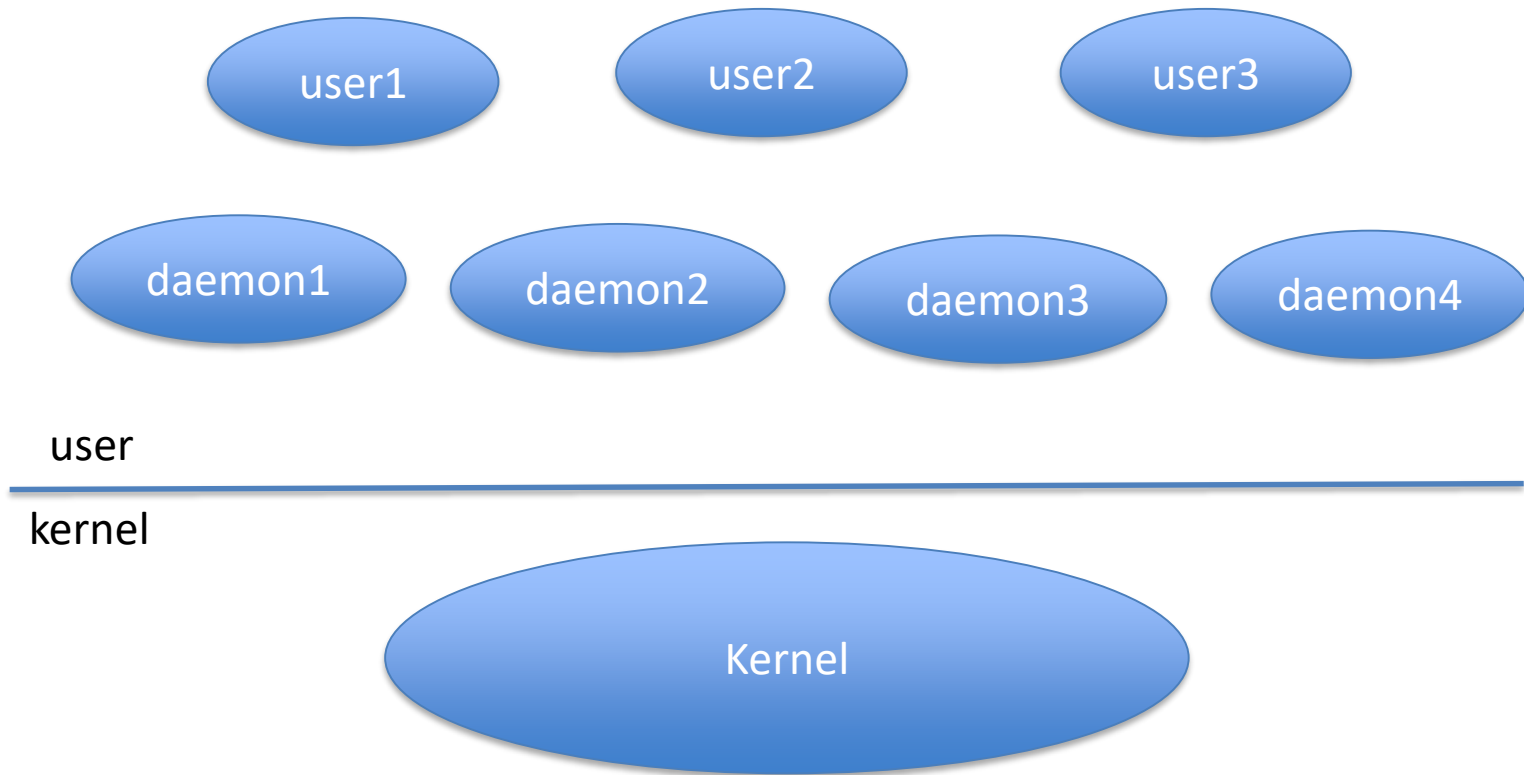 user1
user2
user3
daemon1
daemon2
daemon3
daemon4
user
kernel
Kernel